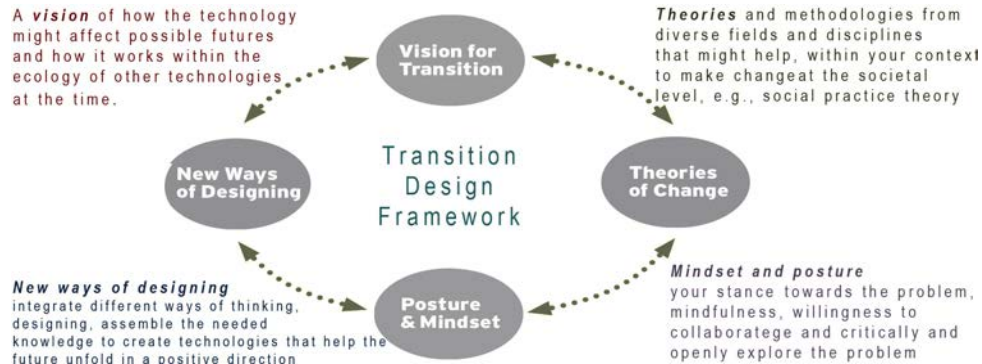 A vision of how the technology
might affect possible futures
and how it works within the
ecology of other technologies
at the time.
Vision for
Transition
Theories and methodologies from
diverse fields and disciplines
that might help, within your context
to make changeat the societal
level, e.g., social practice theory
New Ways
of Designing
Transition
Design
Framework
Theories
of Change
New ways of designing
integrate different ways of thinking,
designing, assemble the needed
knowledge to create technologies that help the
future unfold in a positive direction
Posture
& Mindset
Mindset and posture
your stance towards the problem,
mindfulness, willingness to
collaboratege and critically and
openly explore the problem